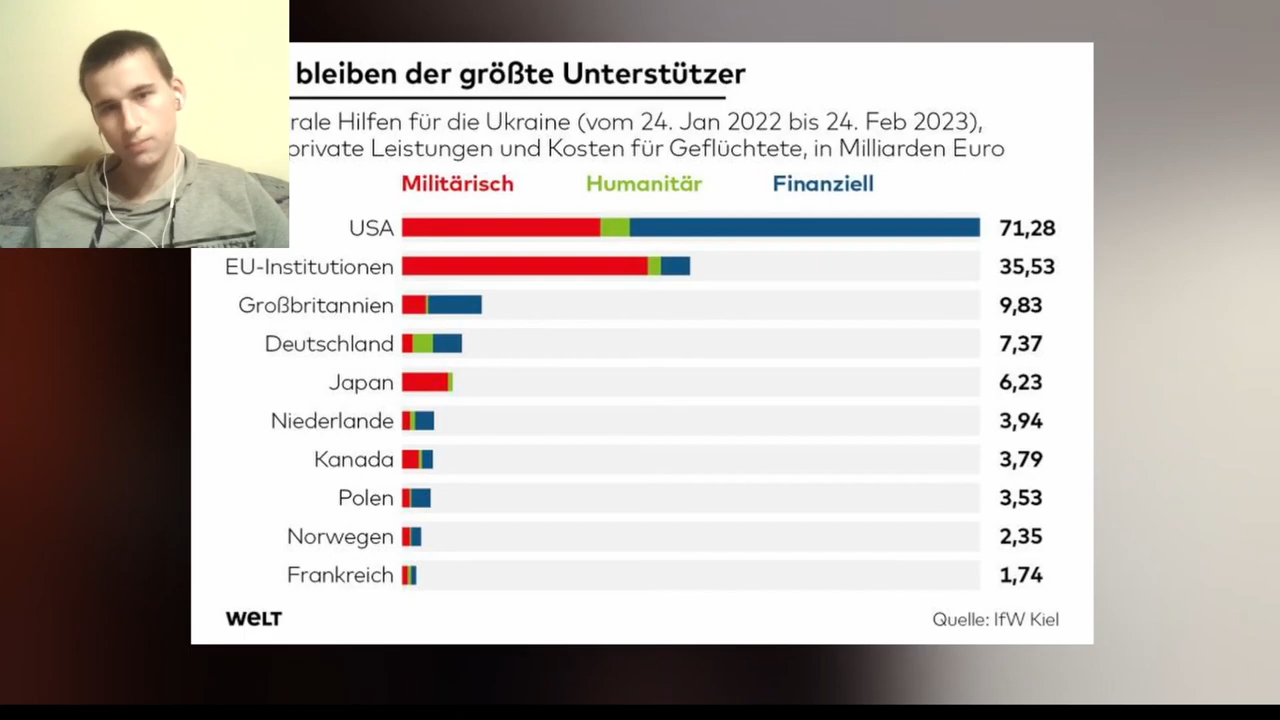 bleiben der größte Unterstützer
rale Hilfen für die Ukraine (vom 24. Jan 2022 bis 24. Feb 2023),
private Leistungen und Kosten für Geflüchtete, in Milliarden Euro
Militärisch Humanitär Finanziell
USA 71,28
EU-Institutionen 35,53
Großbritannien 9,83
Deutschland 7,37
Japan 6,23
Niederlande 3,94
Kanada 3,79
Polen 3,53
Norwegen 2,35
Frankreich 1,74
WELT Quelle: IfW Kiel